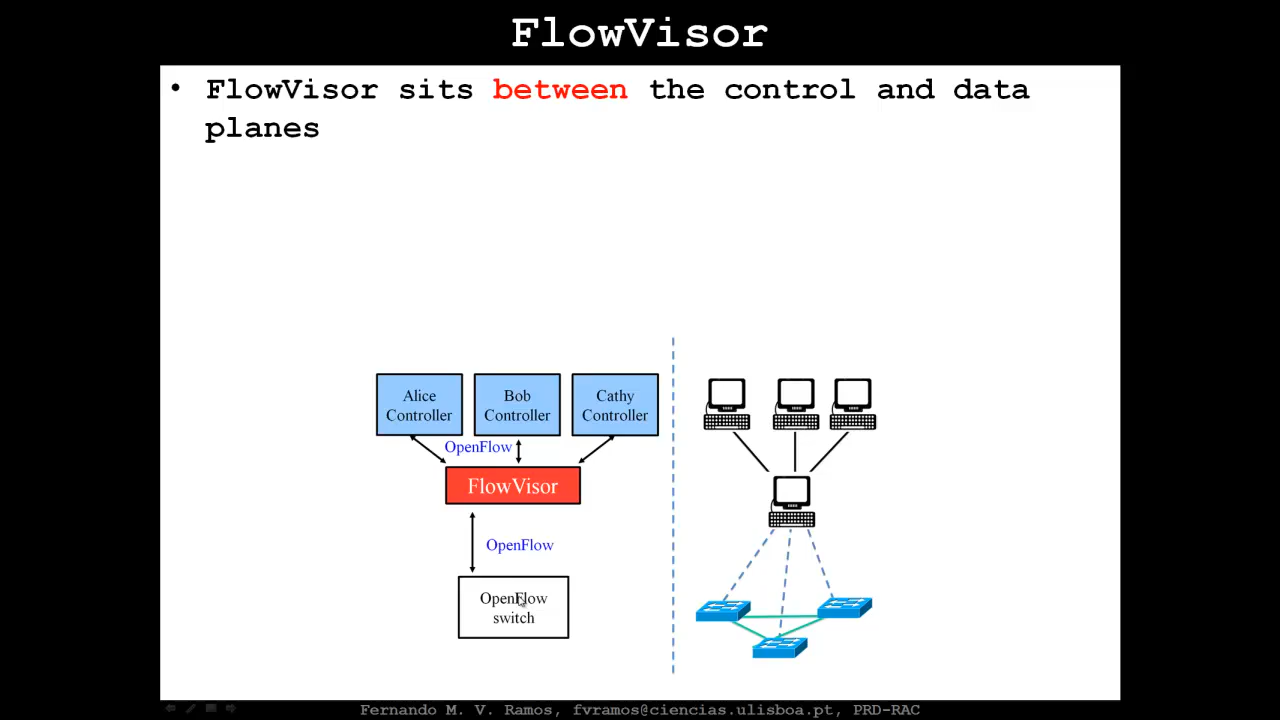 FlowVisor
• FlowVisor sits between the control and data
planes
Alice
Controller
Bob
Controller
Cathy
Controller
OpenFlow
FlowVisor
OpenFlow
OpenFlow
switch
Fernando M. V. Ramos, fvramos@ciencias.ulisboa.pt, PRD-RAC